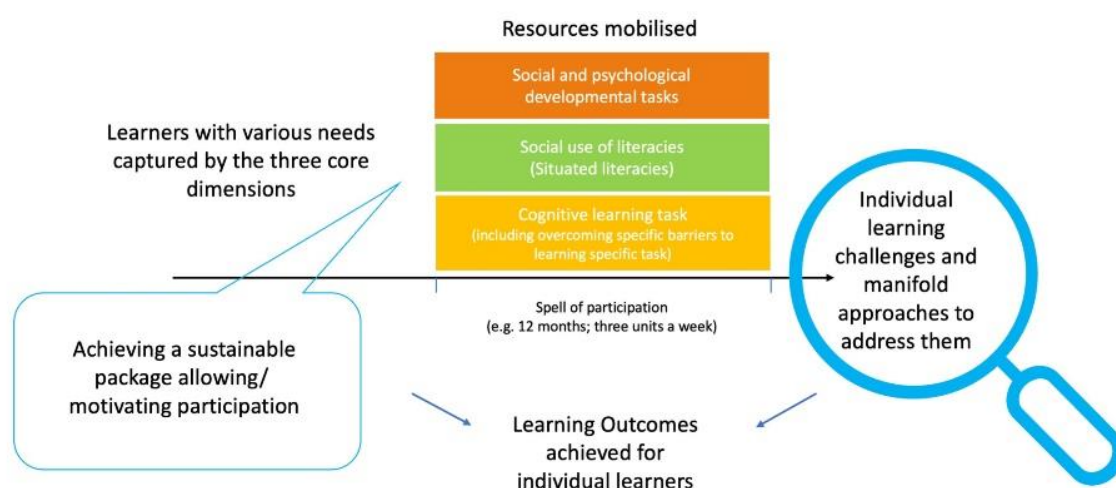 Resources mobilised
Social and psychological
developmental tasks
Learners with various needs
captured by the three core
dimensions
Social use of literacies
(Situated literacies)
Cognitive learning task
(including overcoming specific barriers to
learning specific task)
Individual
learning
challenges and
manifold
approaches to
address them
Spell of participation
(e.g. 12 months; three units a week)
Achieving a sustainable
package allowing/
motivating participation
Learning Outcomes
achieved for
individual learners